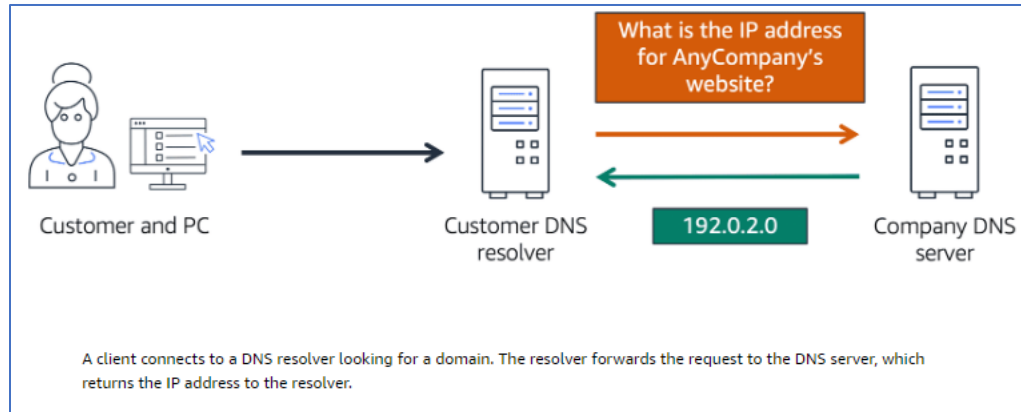 What is the IP address
for AnyCompany's
website?
Customer and PC
Customer DNS
resolver
192.0.2.0
Company DNS
server
A client connects to a DNS resolver looking for a domain. The resolver forwards the request to the DNS server, which
returns the IP address to the resolver.